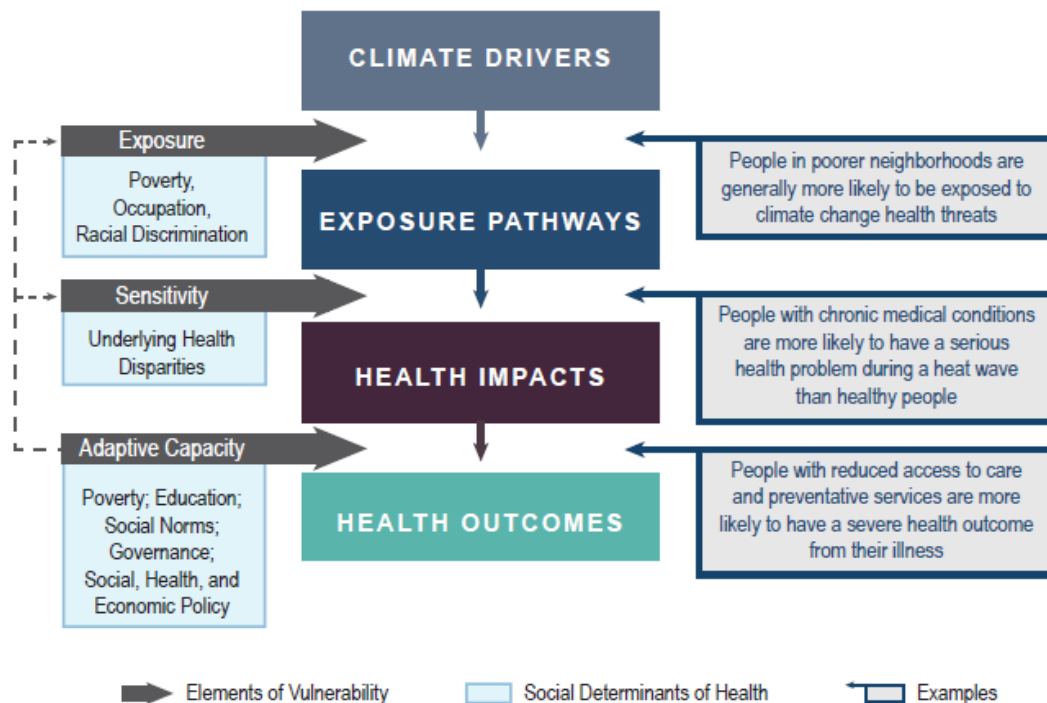 CLIMATE DRIVERS
Exposure
Poverty,
Occupation,
Racial Discrimination
People in poorer neighborhoods are
generally more likely to be exposed to
climate change health threats
EXPOSURE PATHWAYS
Sensitivity
Underlying Health
Disparities
People with chronic medical conditions
are more likely to have a serious
health problem during a heat wave
than healthy people
HEALTH IMPACTS
Adaptive Capacity
Poverty; Education;
Social Norms;
Governance;
Social, Health, and
Economic Policy
People with reduced access to care
and preventative services are more
likely to have a severe health outcome
from their illness
HEALTH OUTCOMES
Elements of Vulnerability
Social Determinants of Health
Examples